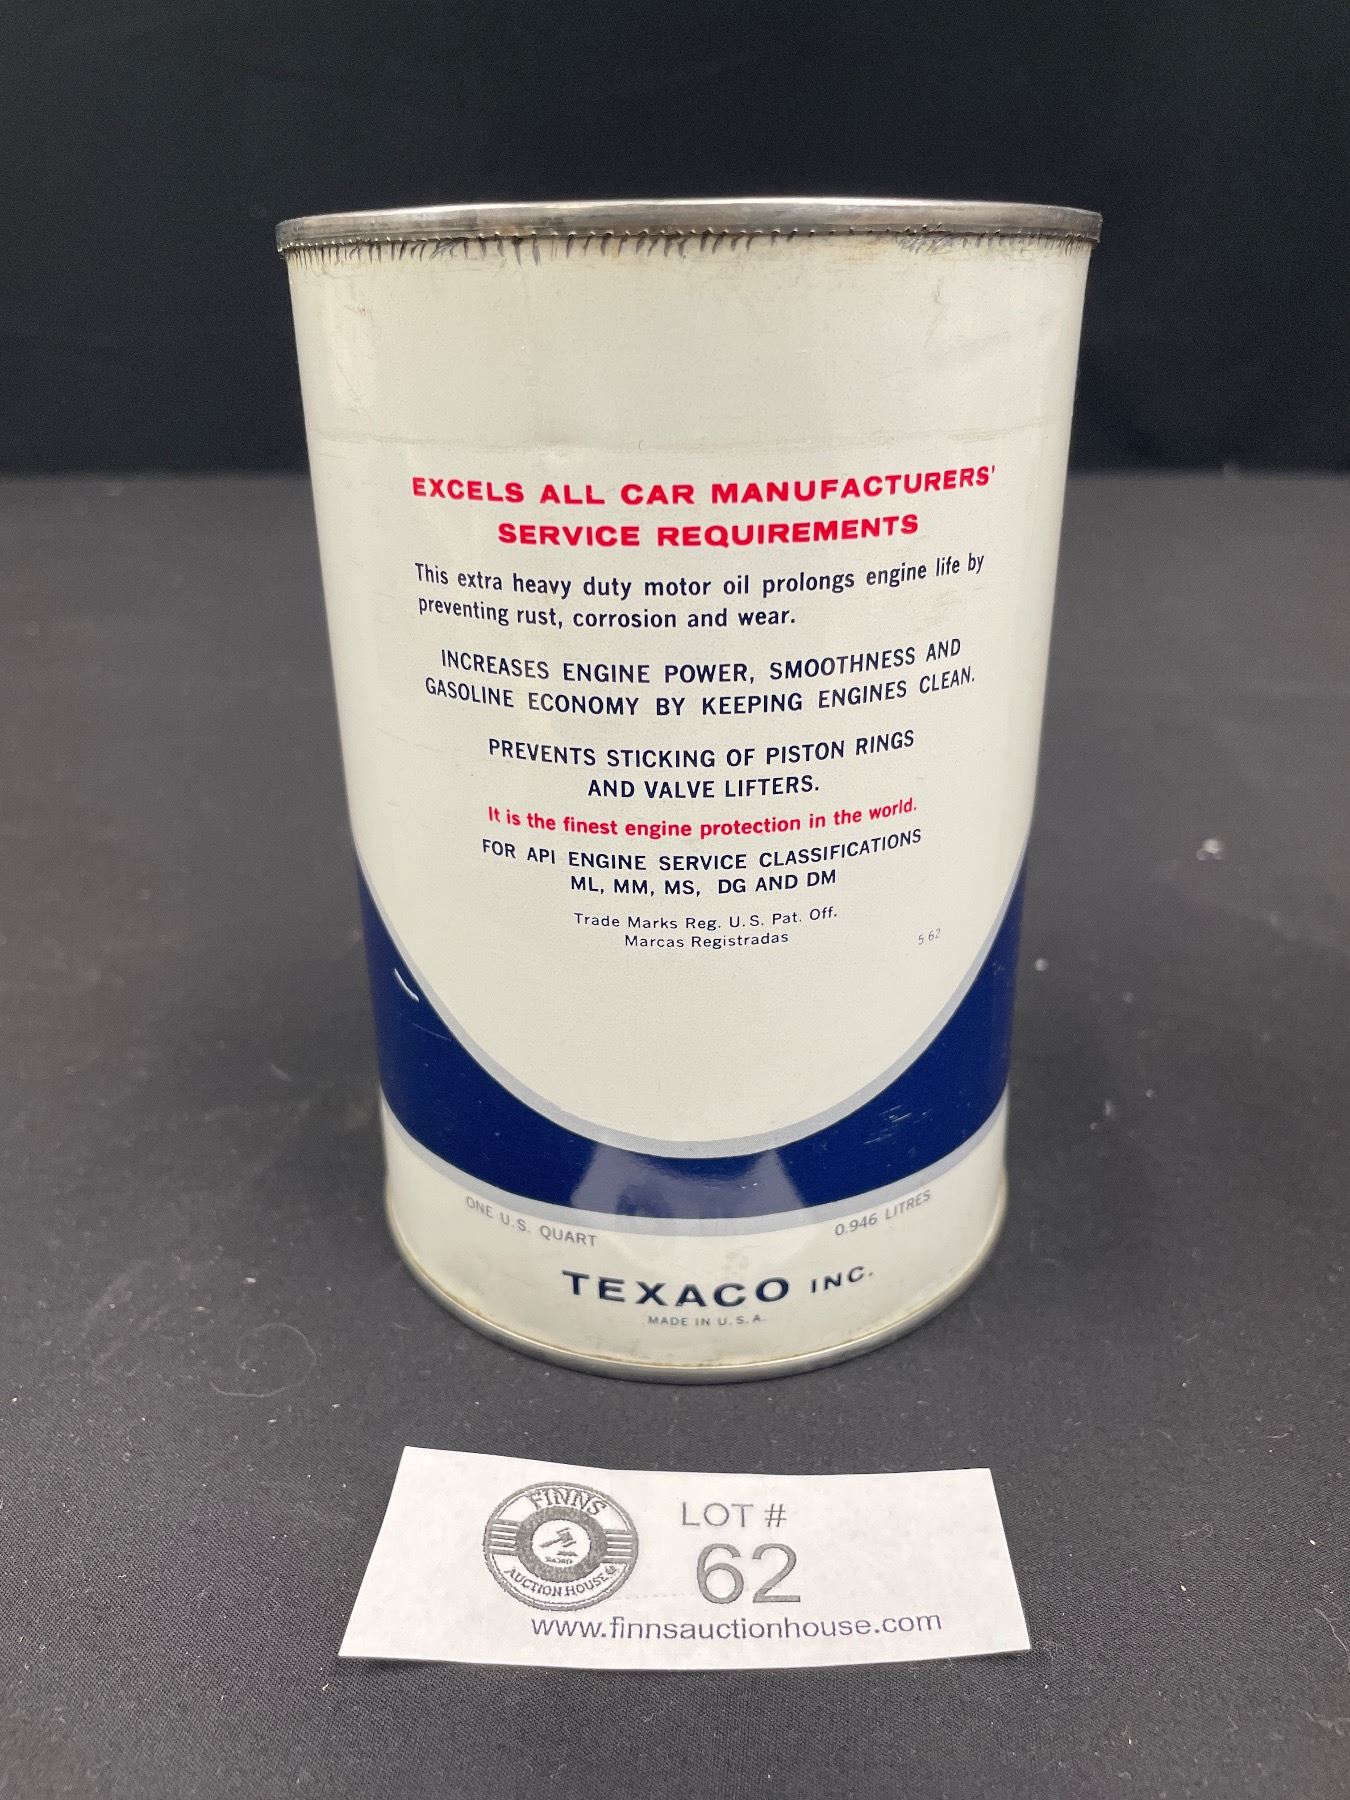 EXCELS ALL CAR MANUFACTURERS'
SERVICE REQUIREMENTS
This extra heavy duty motor oil prolongs engine life by
preventing rust, corrosion and wear.
INCREASES ENGINE POWER, SMOOTHNESS AND
GASOLINE ECONOMY BY KEEPING ENGINES CLEAN.
PREVENTS STICKING OF PISTON RINGS
AND VALVE LIFTERS.
It is the finest engine protection in the world.
FOR API ENGINE SERVICE CLASSIFICATIONS
ML, MM, MS, DG AND DM
Trade Marks Reg. U.S. Pat. Off.
Marcas Registradas
5 62
ONE U.S. QUART
0.946 LITRES
TEXACO INC.
MADE IN U.S.A.
FINNS
AUCTION HOUSE
LOT #
62
www.finnsauctionhouse.com